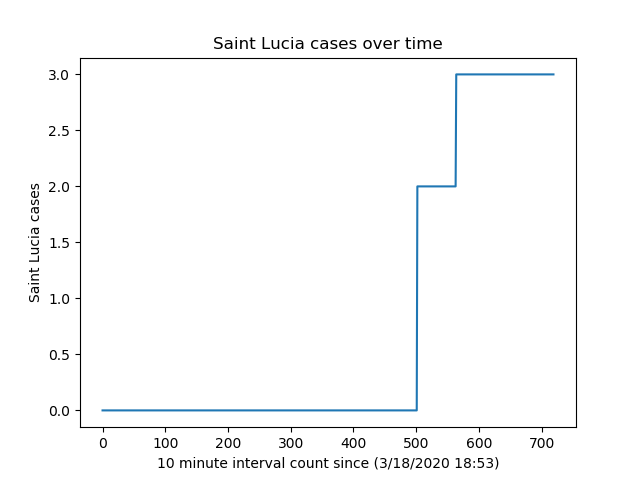 Saint Lucia cases over time
3.0
2.5
2.0
1.5
1.0
0.5
0.0
Saint Lucia cases
0 100 200 300 400 500 600 700
10 minute interval count since (3/18/2020 18:53)